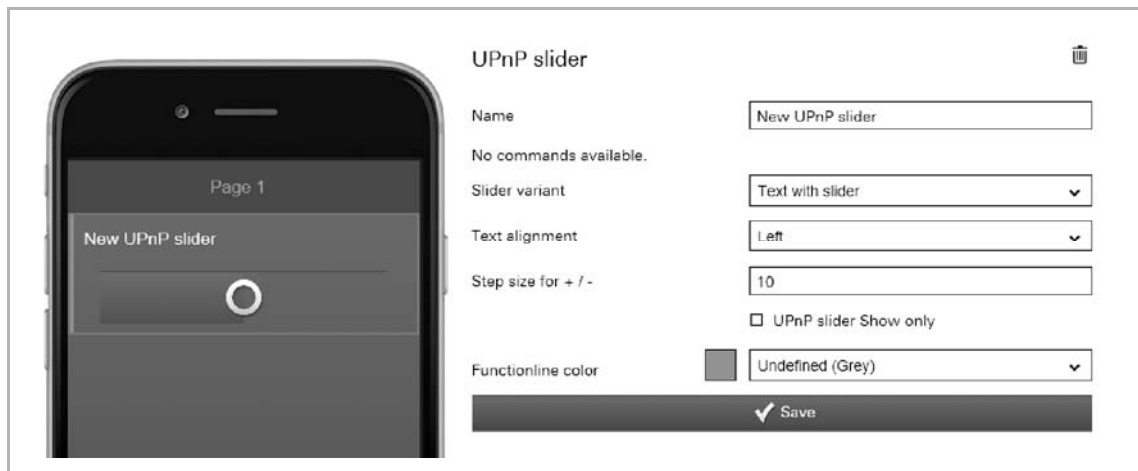 Page 1
New UPnP slider
UPnP slider
Name
New UPnP slider
No commands available.
Slider variant
Text with slider
Text alignment
Left
Step size for + / -
10
UPnP slider Show only
Functionline color
Undefined (Grey)
Save